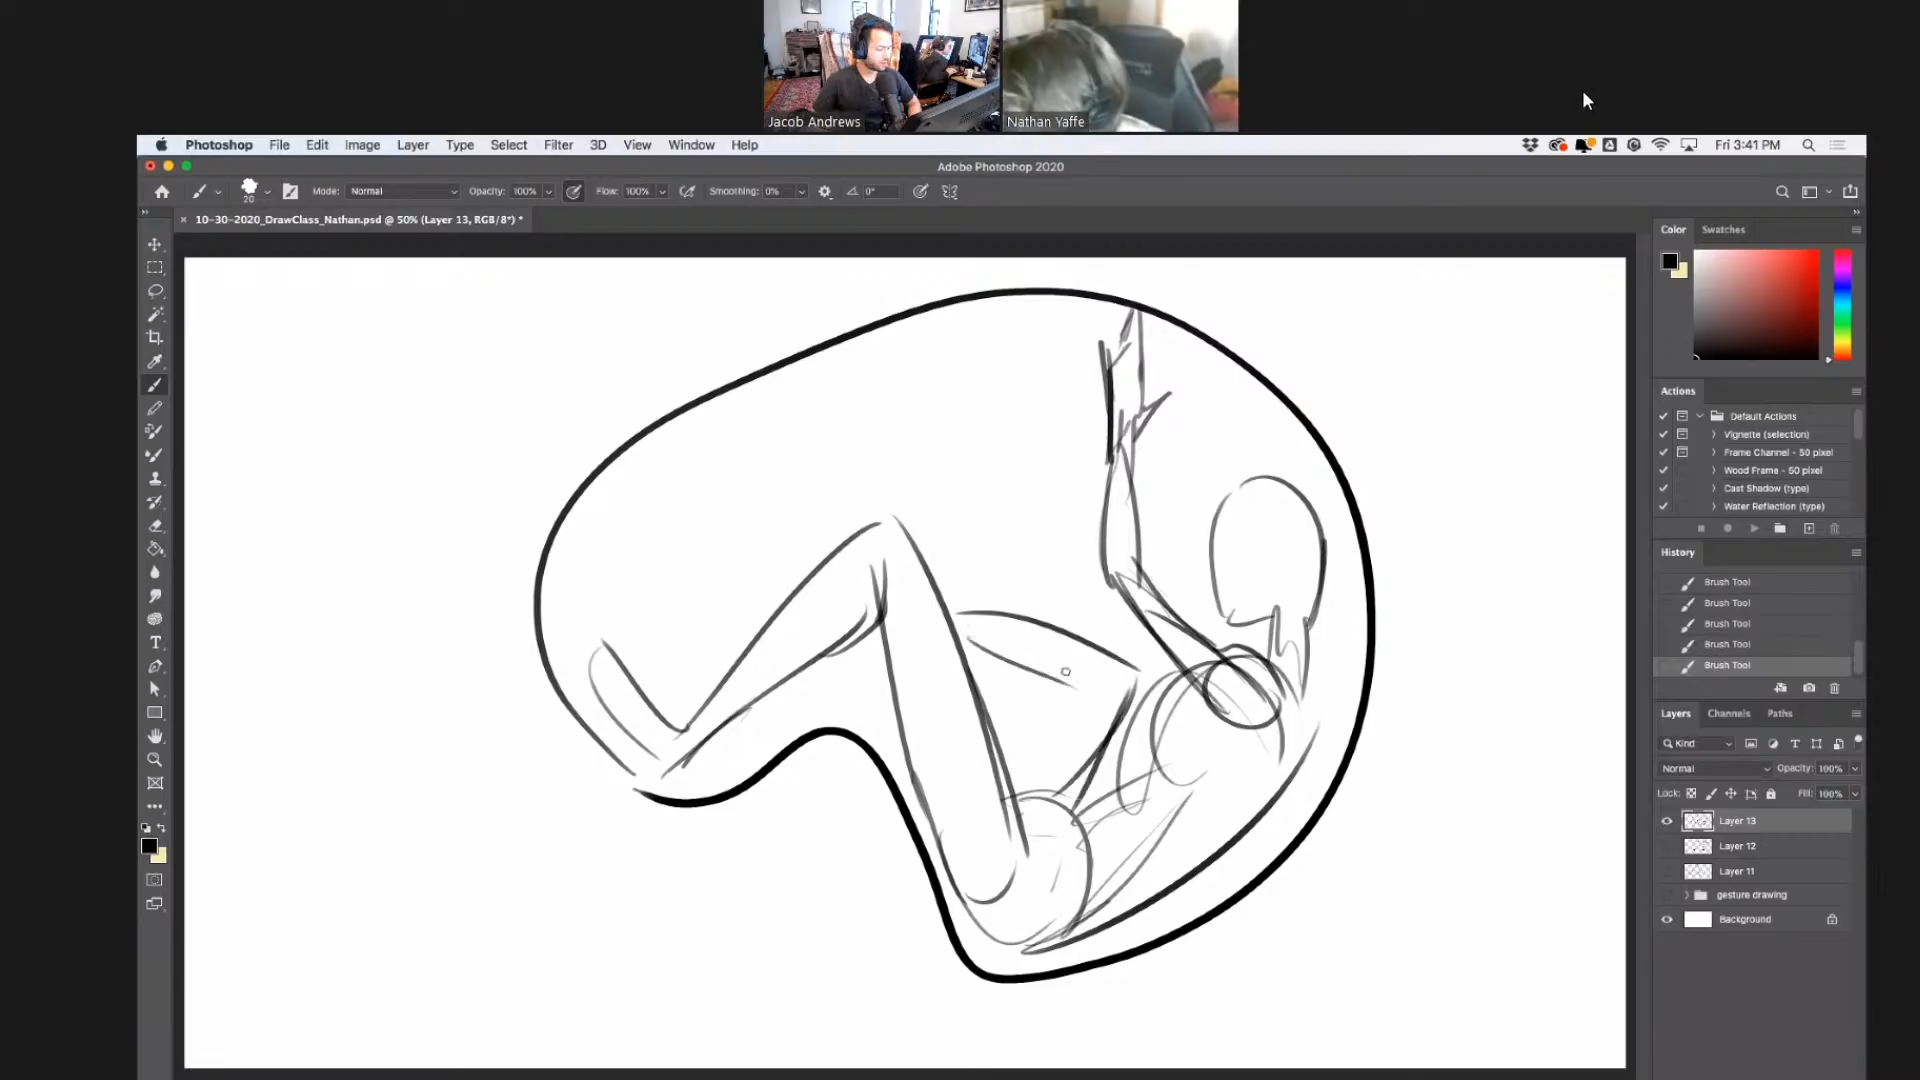 Jacob Andrews
Nathan Yaffe
Photoshop File Edit Image Layer Type Select Filter 3D View Window Help
Fri 3:41 PM
Adobe Photoshop 2020
20
Mode: Normal
Opacity: 100%
Flow: 100%
Smoothing: 0%
0°
10-30-2020_DrawClass_Nathan.psd @ 50% (Layer 13, RGB/8*) *
Color Swatches
Actions
Default Actions
Vignette (selection)
Frame Channel - 50 pixel
Wood Frame - 50 pixel
Cast Shadow (type)
Water Reflection (type)
History
Brush Tool
Brush Tool
Brush Tool
Brush Tool
Brush Tool
Layers Channels Paths
Kind
Normal
Opacity: 100%
Lock:
Fill: 100%
Layer 13
Layer 12
Layer 11
gesture drawing
Background